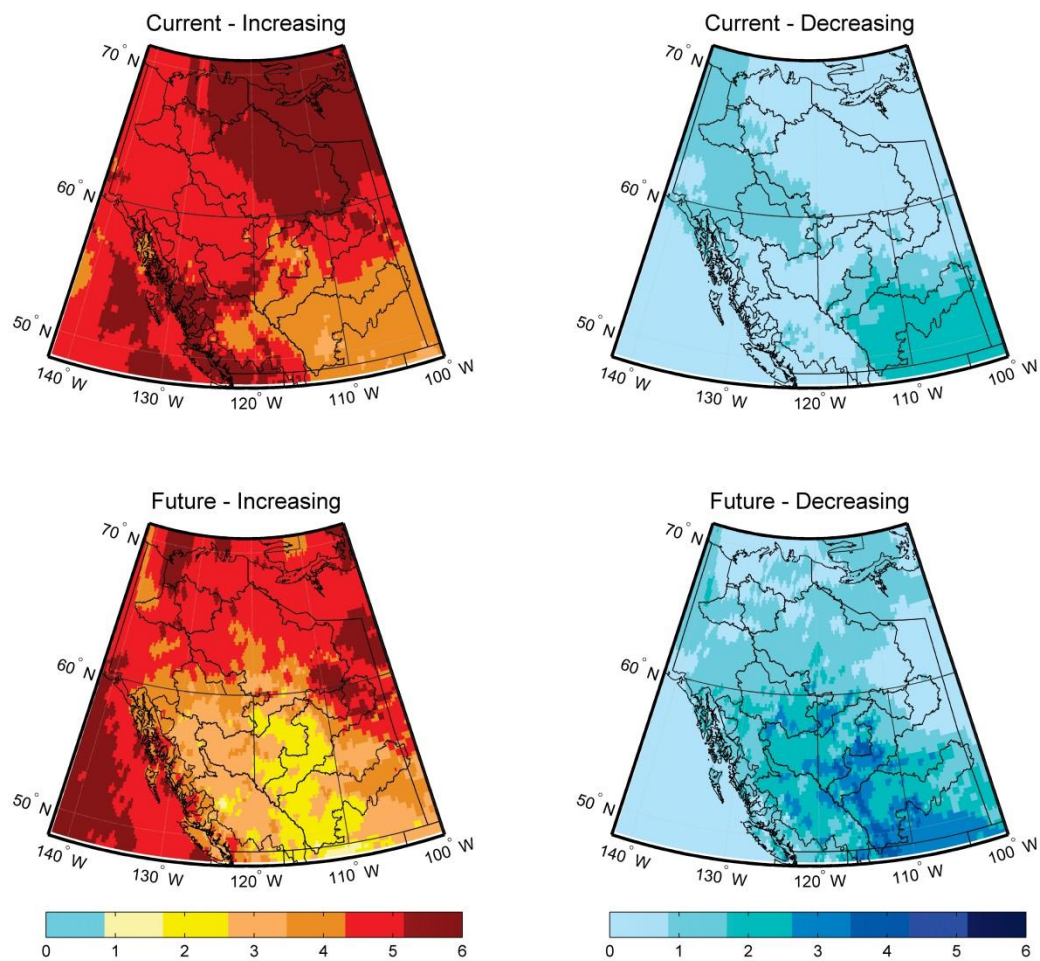 Current - Increasing
Current - Decreasing
70° N
60° N
50° N
140° W
130° W
120° W
110° W
100° W
70° N
60° N
50° N
140° W
130° W
120° W
110° W
100° W
Future - Increasing
Future - Decreasing
70° N
60° N
50° N
140° W
130° W
120° W
110° W
100° W
70° N
60° N
50° N
140° W
130° W
120° W
110° W
100° W
0 1 2 3 4 5 6
0 1 2 3 4 5 6